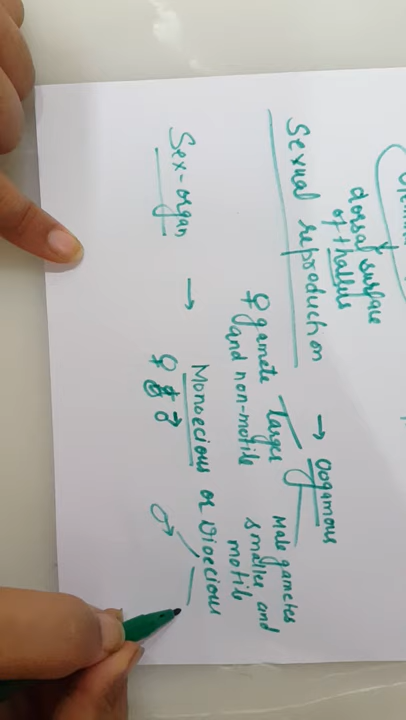 dorsal surface
of thallus
Sexual reproduction → Oogamous
♀ gamete larger
and non-motile
Male gametes
smaller and
motile
Sex-organ → Monoecious or Dioecious
♀ ♂
♂